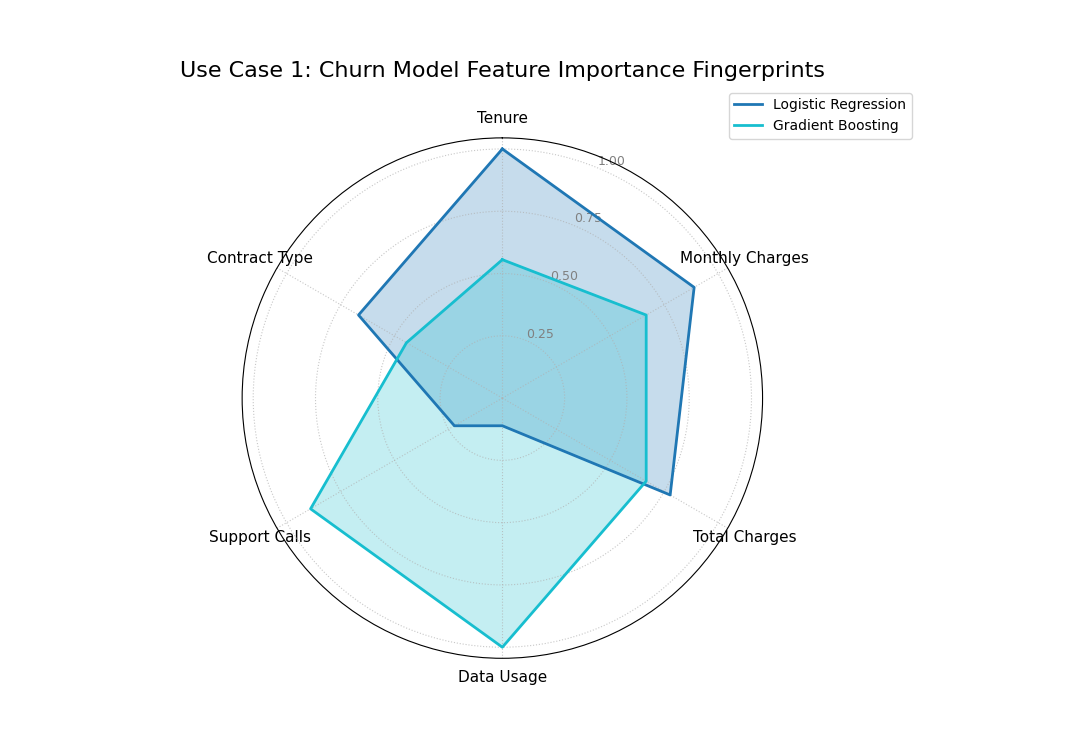 Use Case 1: Churn Model Feature Importance Fingerprints
Logistic Regression
Gradient Boosting
Tenure
1.00
0.75
Contract Type
Monthly Charges
0.50
0.25
Support Calls
Total Charges
Data Usage